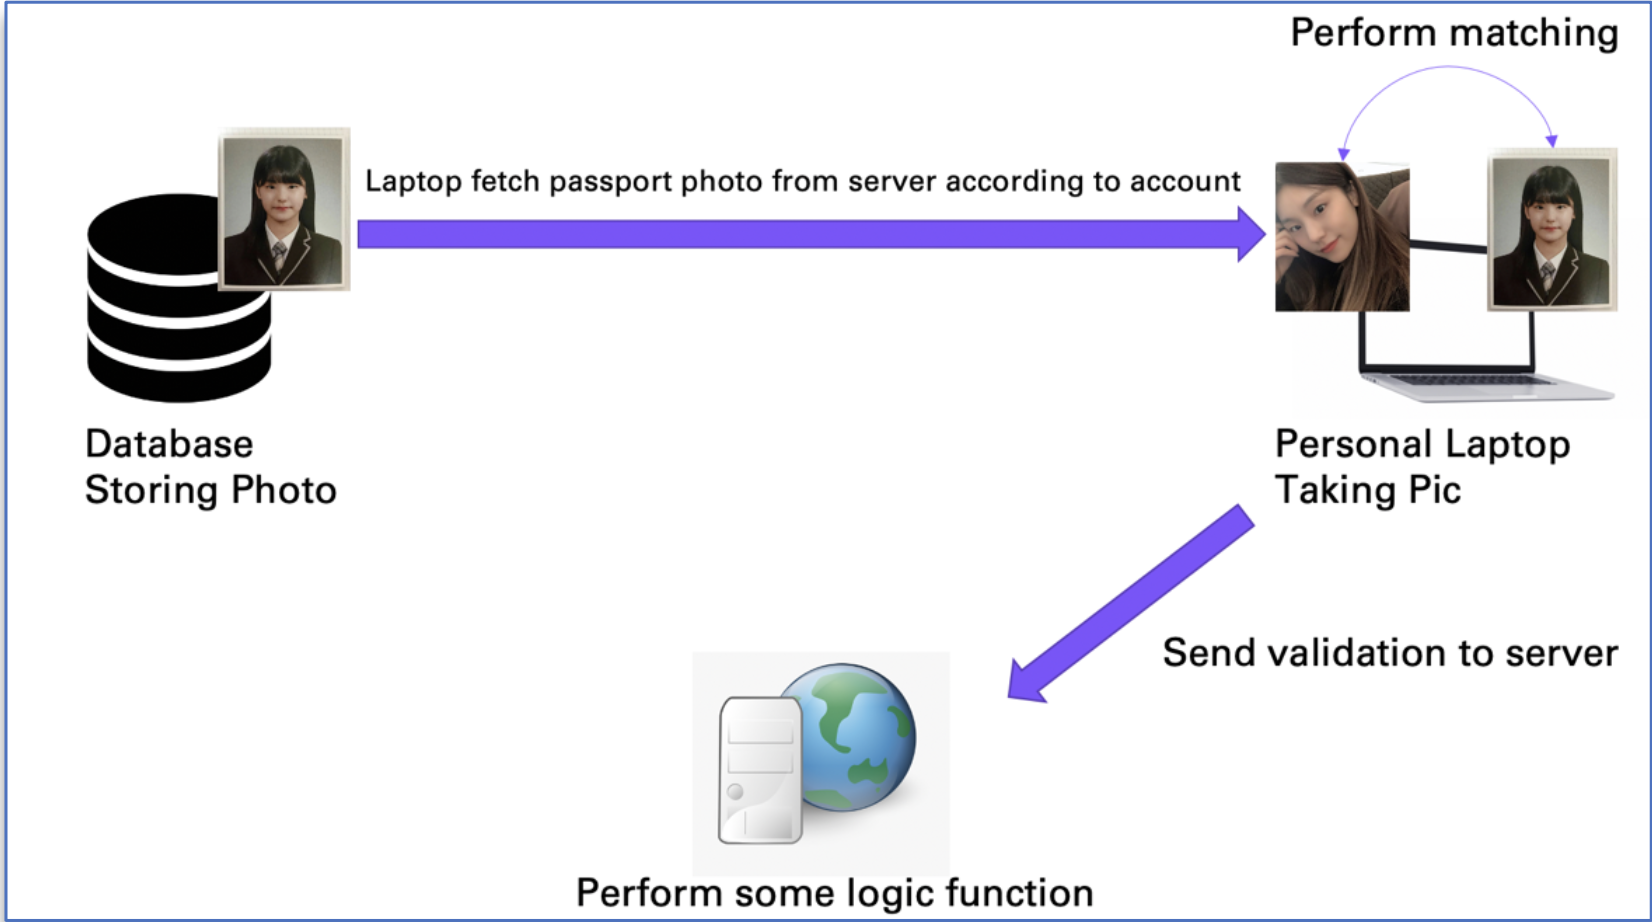 Perform matching
Laptop fetch passport photo from server according to account
Database
Storing Photo
Personal Laptop
Taking Pic
Send validation to server
Perform some logic function